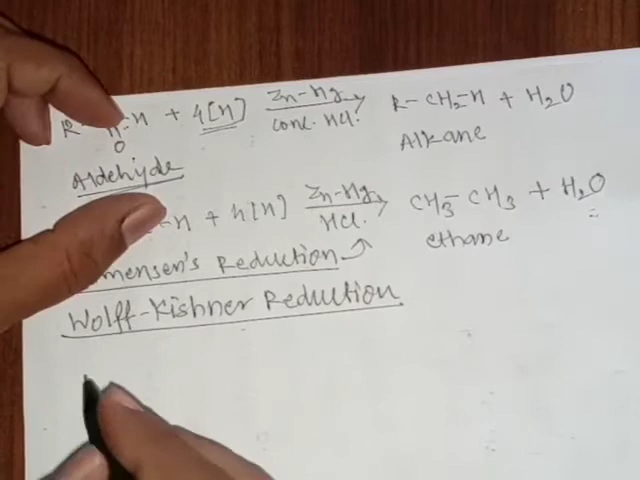 R- C-H + 4[H] Zn-Hg conc. HCl. R-CH2-H + H2O
O
Aldehyde Alkane
-H + 4[H] Zn-Hg HCl. CH3-CH3 + H2O
mensen's Reduction ethane
Wolff-Kishner Reduction